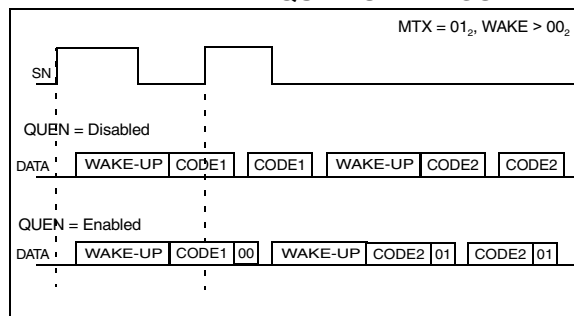 MTX = 01₂, WAKE > 00₂
SN
QUEN = Disabled
DATA WAKE-UP CODE1 CODE1 WAKE-UP CODE2 CODE2
QUEN = Enabled
DATA WAKE-UP CODE1 00 WAKE-UP CODE2 01 CODE2 01